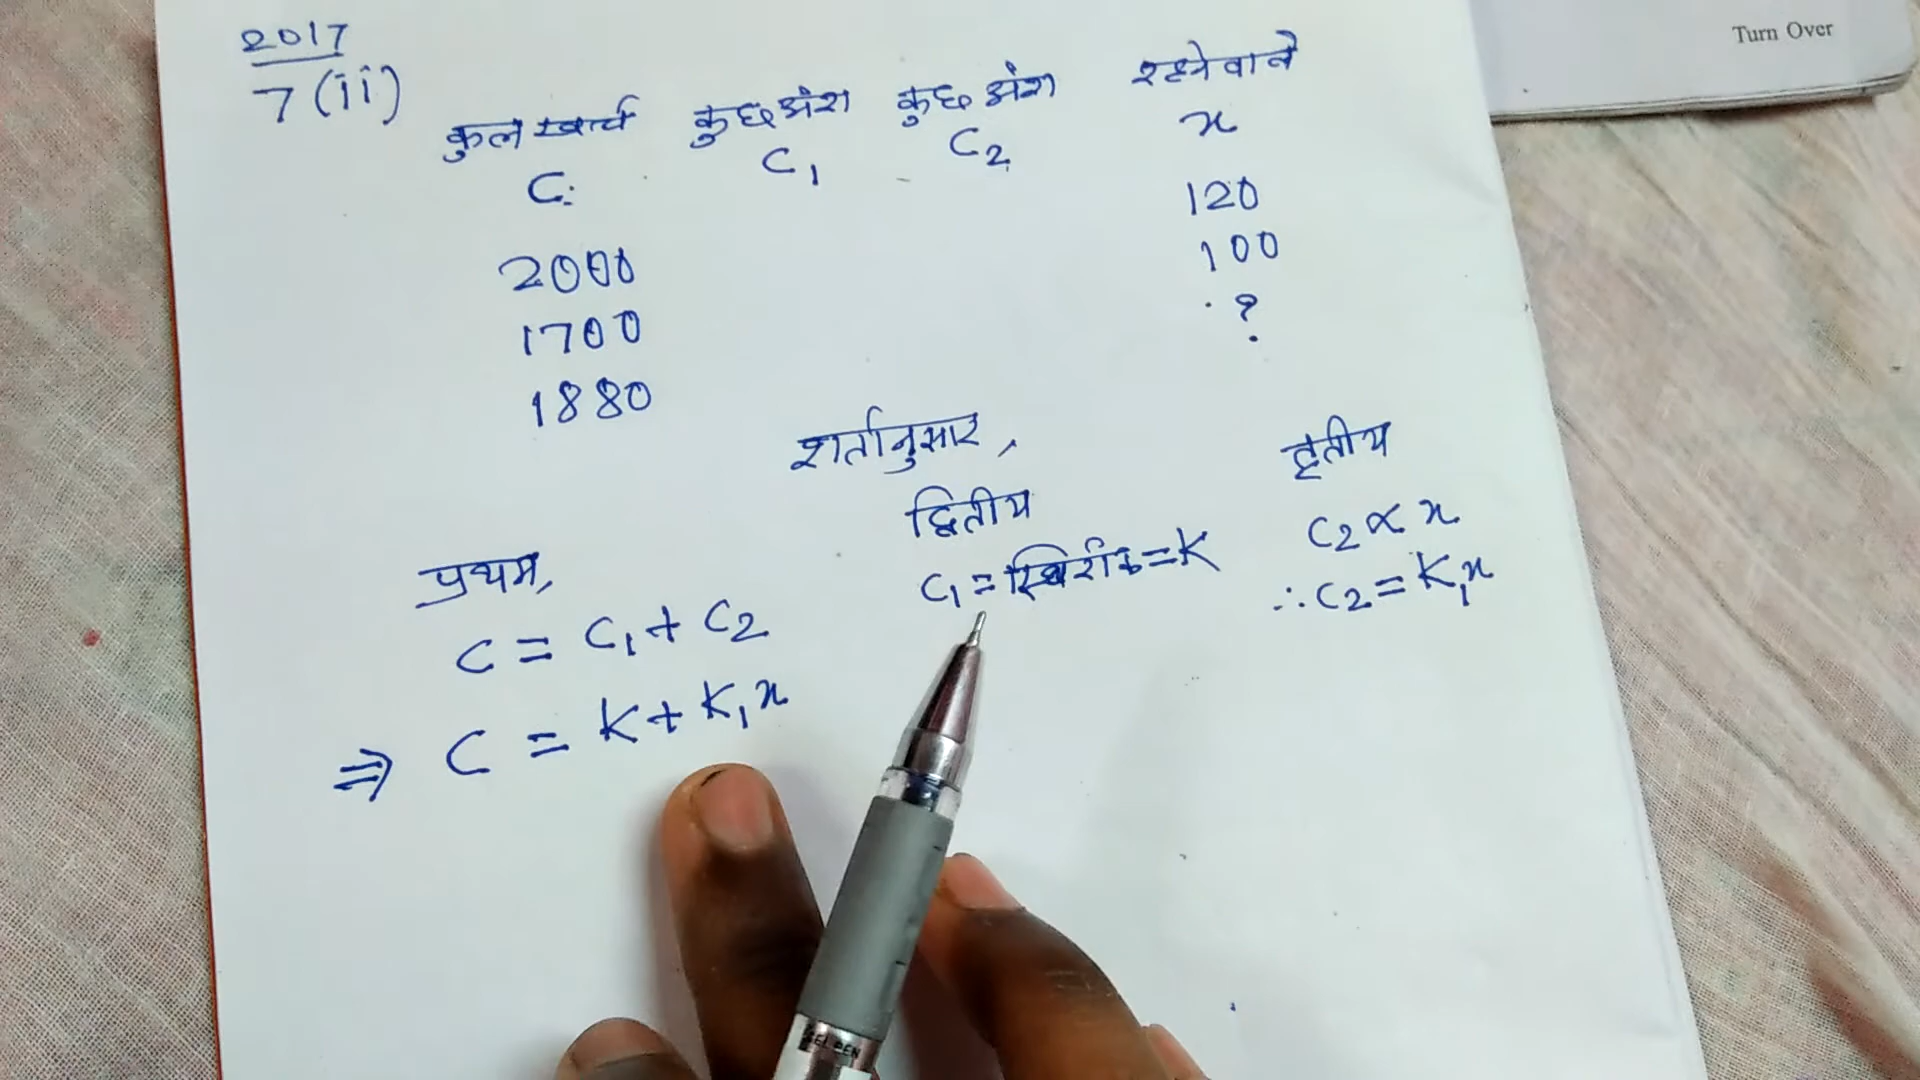 2017
7(ii)
कुल खर्च कुछ अंश कुछ अंश रहनेवाले
C C₁ C₂ x
2000 120
1700 100
1880 ?
शर्तानुसार,
प्रथम, द्वितीय तृतीय
C = C₁ + C₂ C₁ = स्थिरांक = K C₂ ∝ x
⇒ C = K + K₁x ∴ C₂ = K₁x
Turn Over
GELPEN